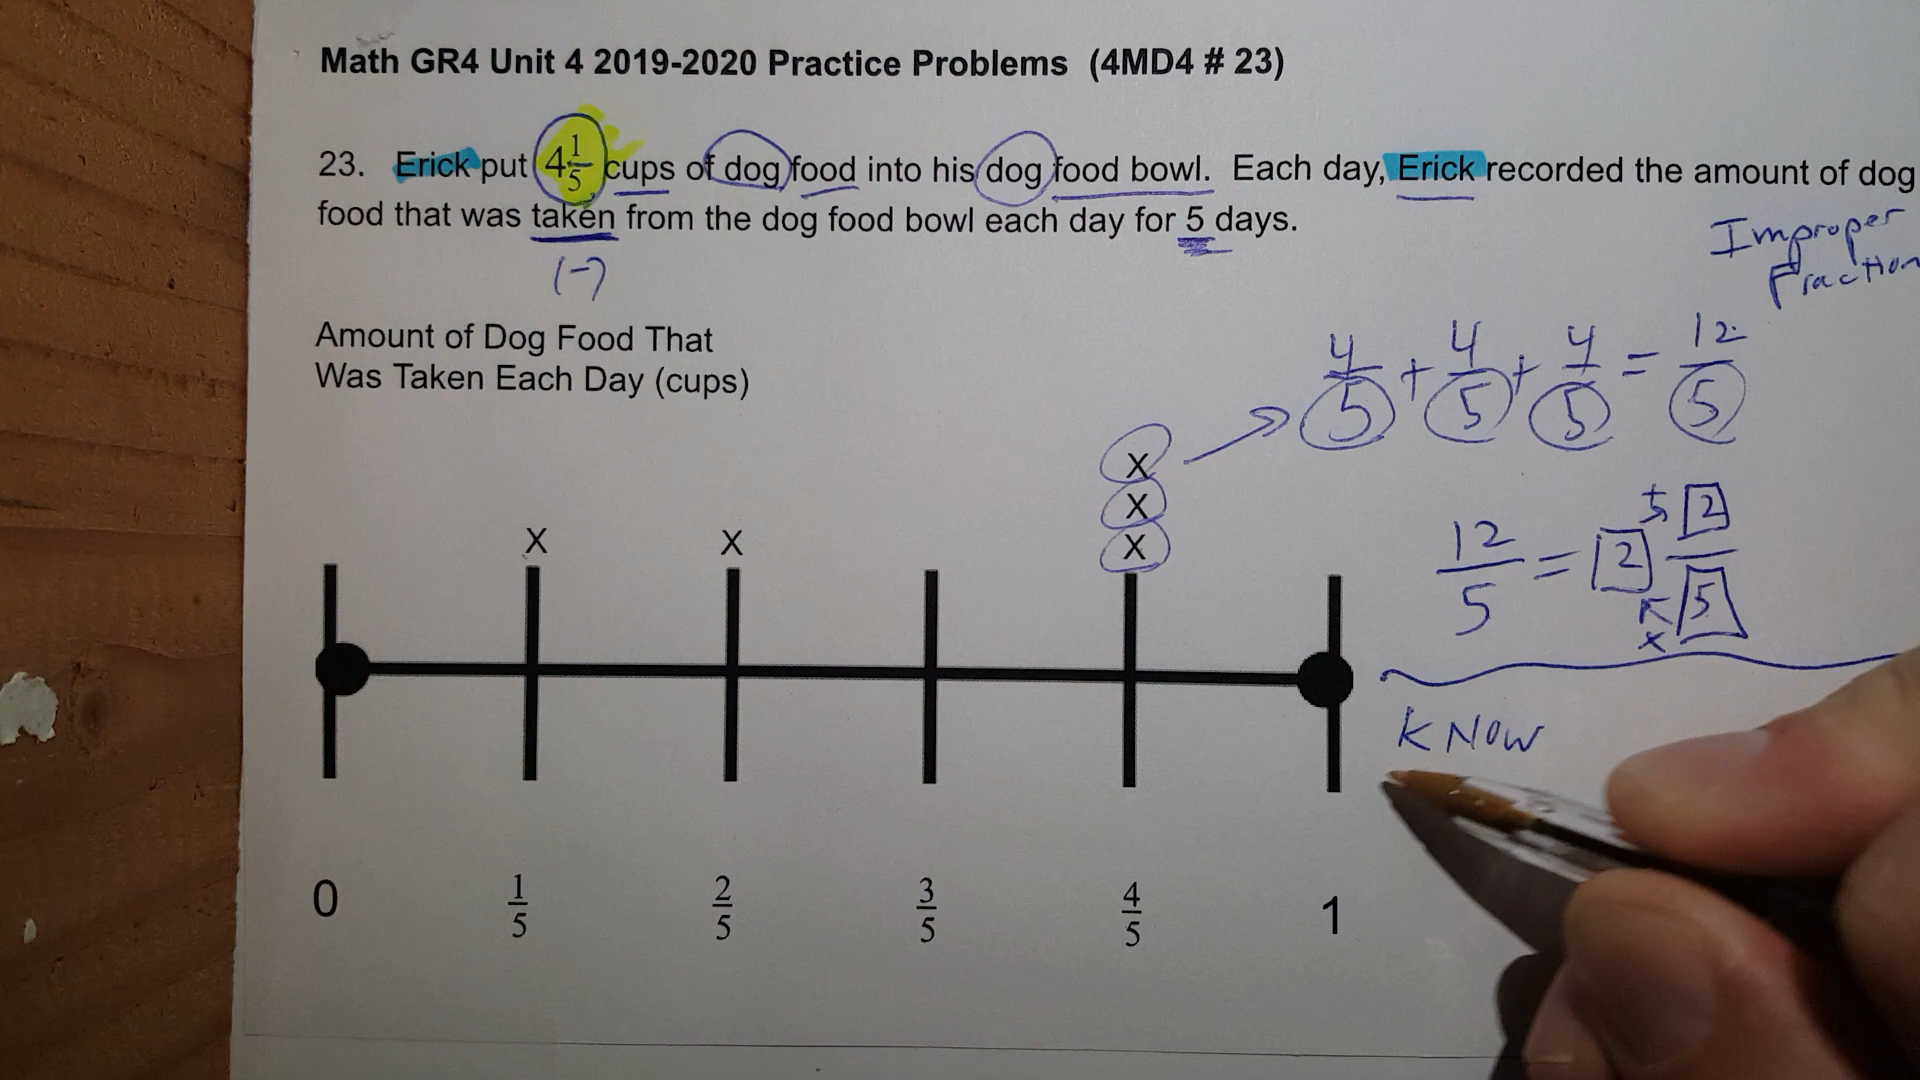 Math GR4 Unit 4 2019-2020 Practice Problems (4MD4 # 23)
23. Erick put 4 1/5 cups of dog food into his dog food bowl. Each day, Erick recorded the amount of dog
food that was taken from the dog food bowl each day for 5 days.
(-)
Improper
Fraction
Amount of Dog Food That
Was Taken Each Day (cups)
4/5 + 4/5 + 4/5 = 12/5
X
X
X X X
12/5 = 2 2/5
+
x
KNOW
0 1/5 2/5 3/5 4/5 1